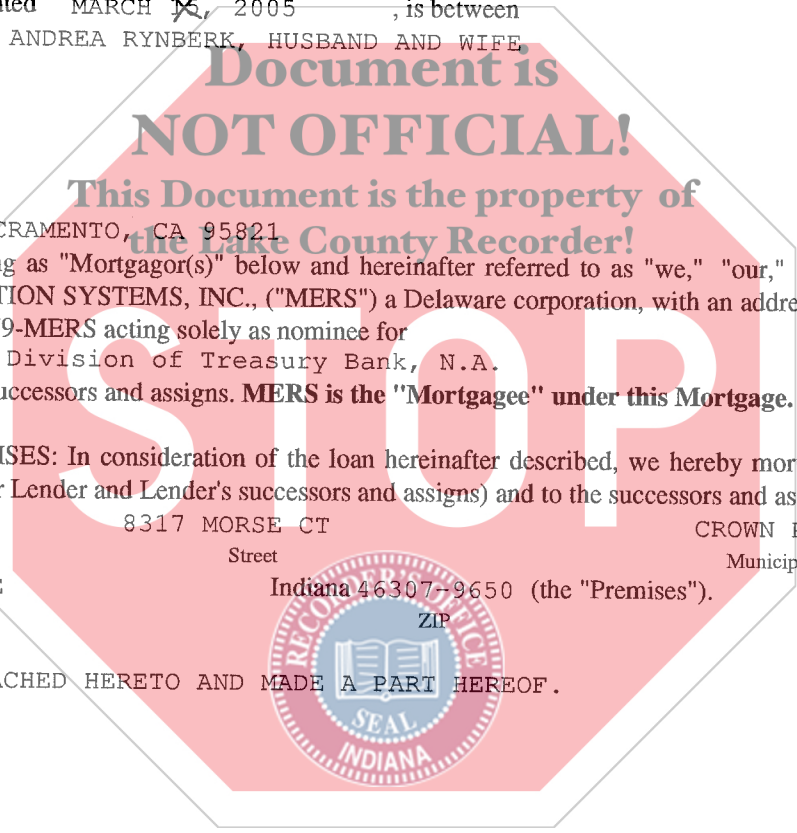 MARCH 2005 , is between
ANDREA RYNBERK, HUSBAND AND WIFE
Document is
NOT OFFICIAL!
This Document is the property of
the Lake County Recorder!
CRAMENTO, CA 95821
g as "Mortgagor(s)" below and hereinafter referred to as "we," "our,"
TION SYSTEMS, INC., ("MERS") a Delaware corporation, with an addre
9-MERS acting solely as nominee for
Division of Treasury Bank, N.A.
uccessors and assigns. MERS is the "Mortgagee" under this Mortgage.
ISES: In consideration of the loan hereinafter described, we hereby mor
r Lender and Lender's successors and assigns) and to the successors and as
8317 MORSE CT CROWN
Street Municip
Indiana 46307-9650 (the "Premises").
ZIP
ACHED HERETO AND MADE A PART HEREOF.
STOP
RECORDER'S OFFICE
SEAL
INDIANA